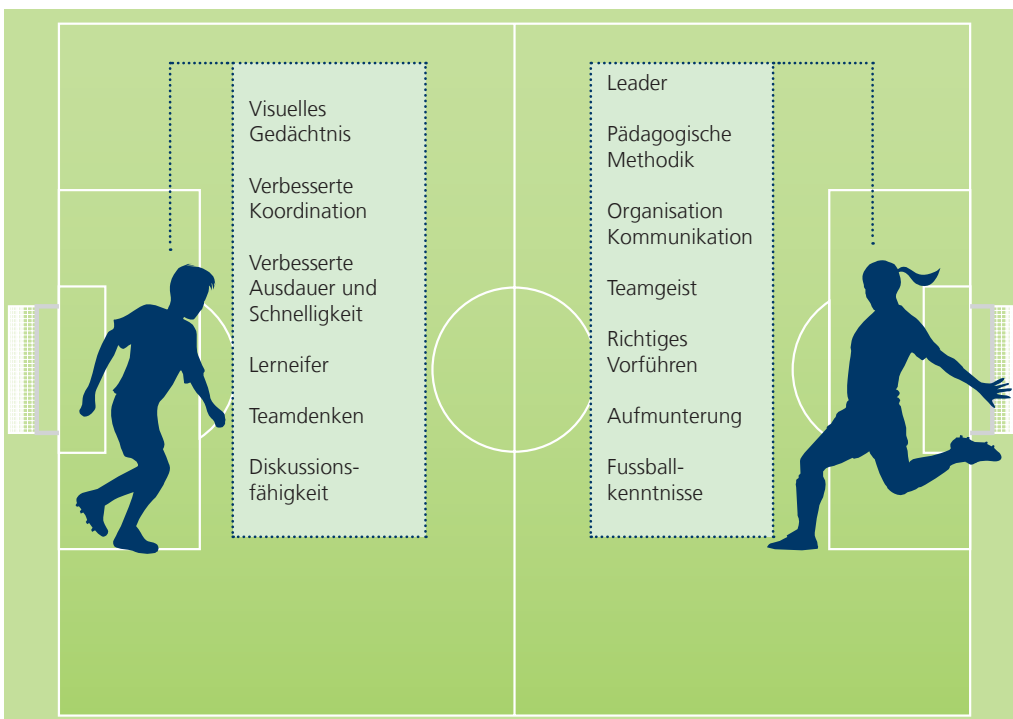 Visuelles
Gedächtnis
Verbesserte
Koordination
Verbesserte
Ausdauer und
Schnelligkeit
Lerneifer
Teamdenken
Diskussions-
fähigkeit
Leader
Pädagogische
Methodik
Organisation
Kommunikation
Teamgeist
Richtiges
Vorführen
Aufmunterung
Fussball-
kenntnisse